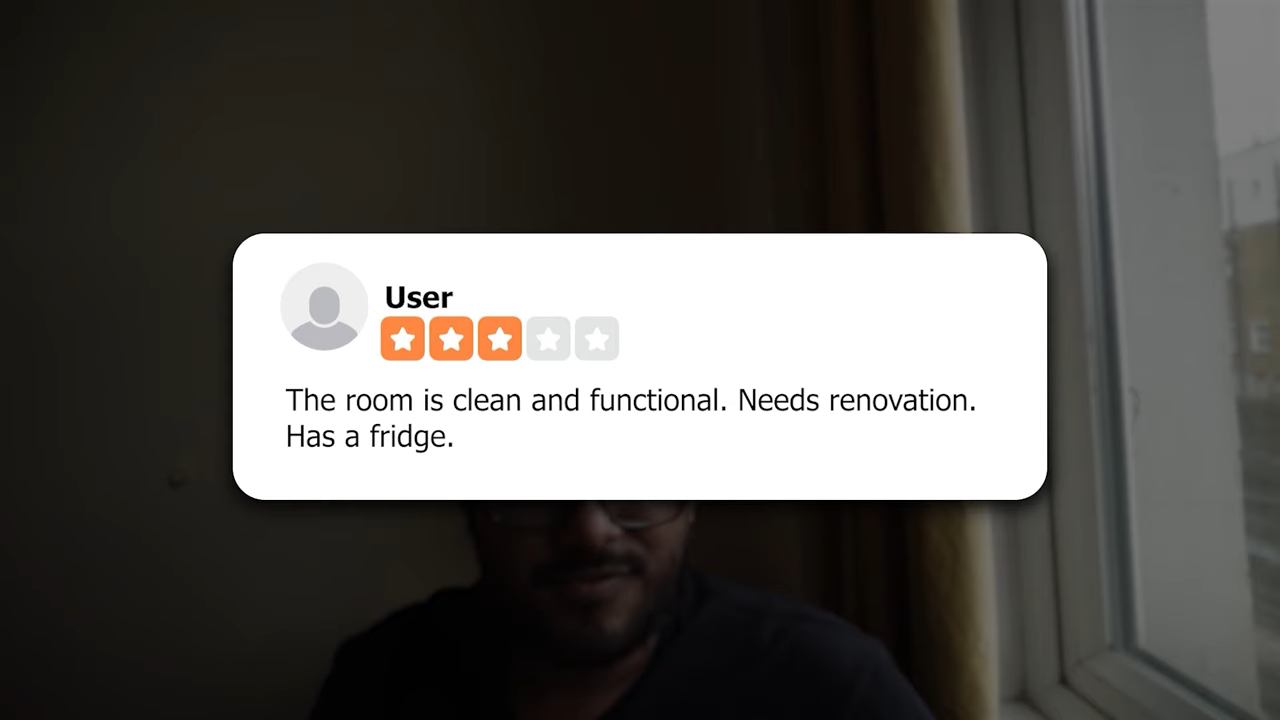 User
The room is clean and functional. Needs renovation.
Has a fridge.